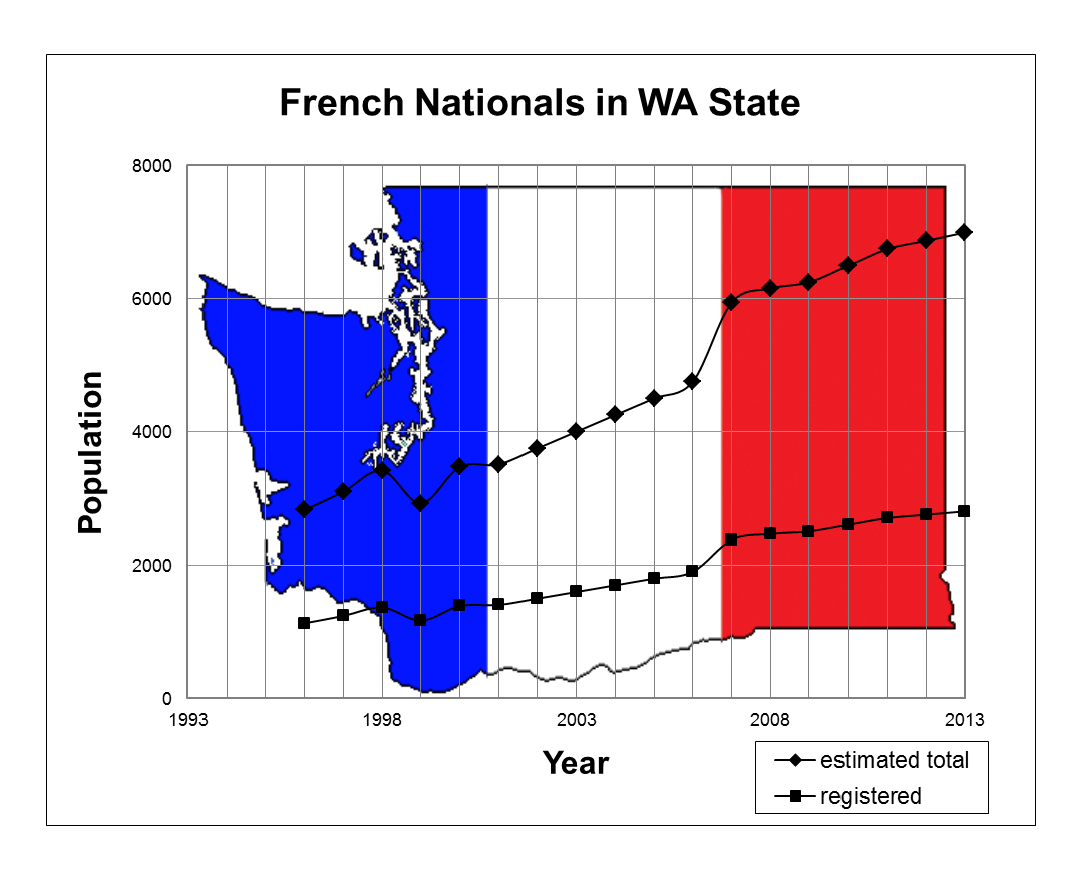 French Nationals in WA State
8000
6000
4000
2000
0
Population
1993 1998 2003 2008 2013
Year
estimated total
registered